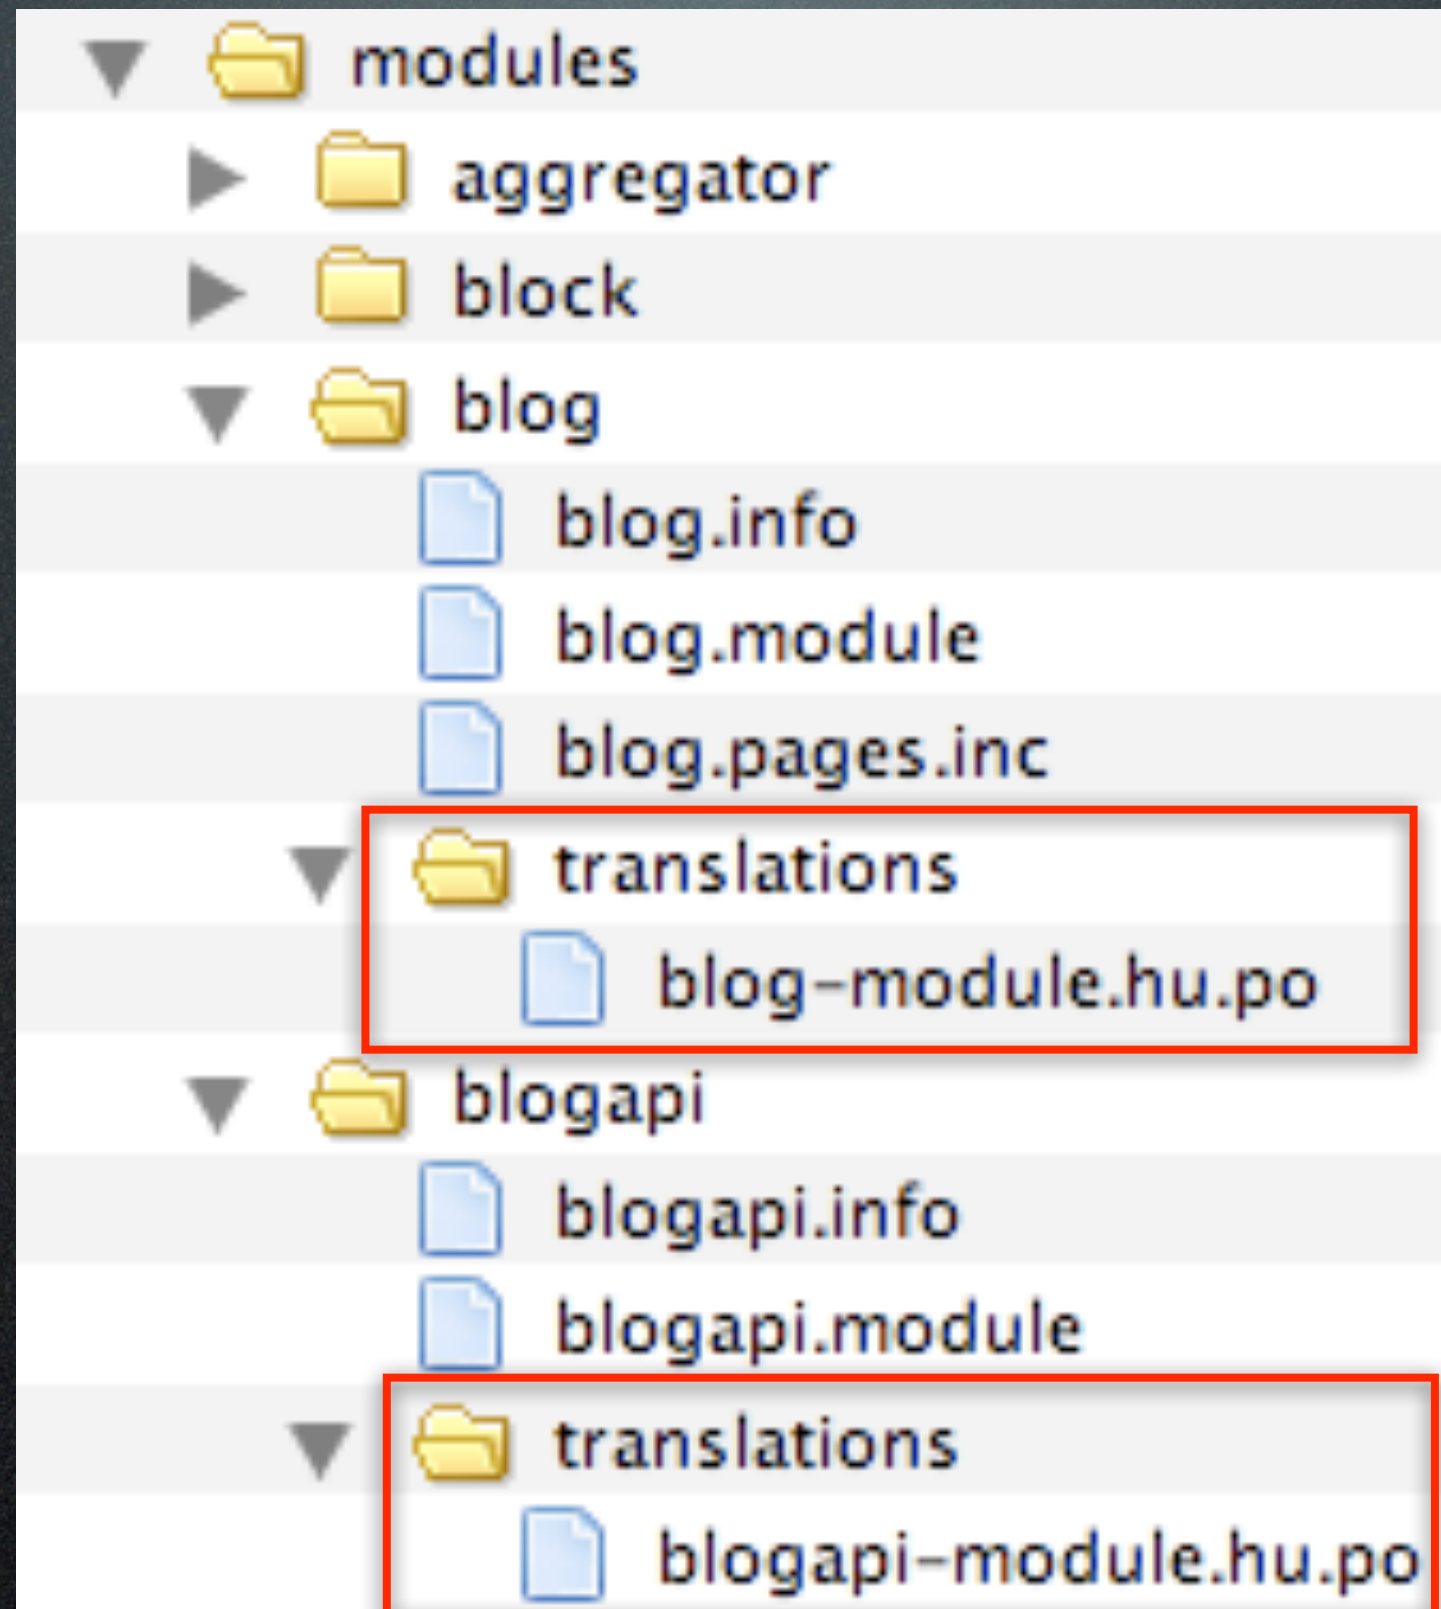 modules
aggregator
block
blog
blog.info
blog.module
blog.pages.inc
translations
blog-module.hu.po
blogapi
blogapi.info
blogapi.module
translations
blogapi-module.hu.po